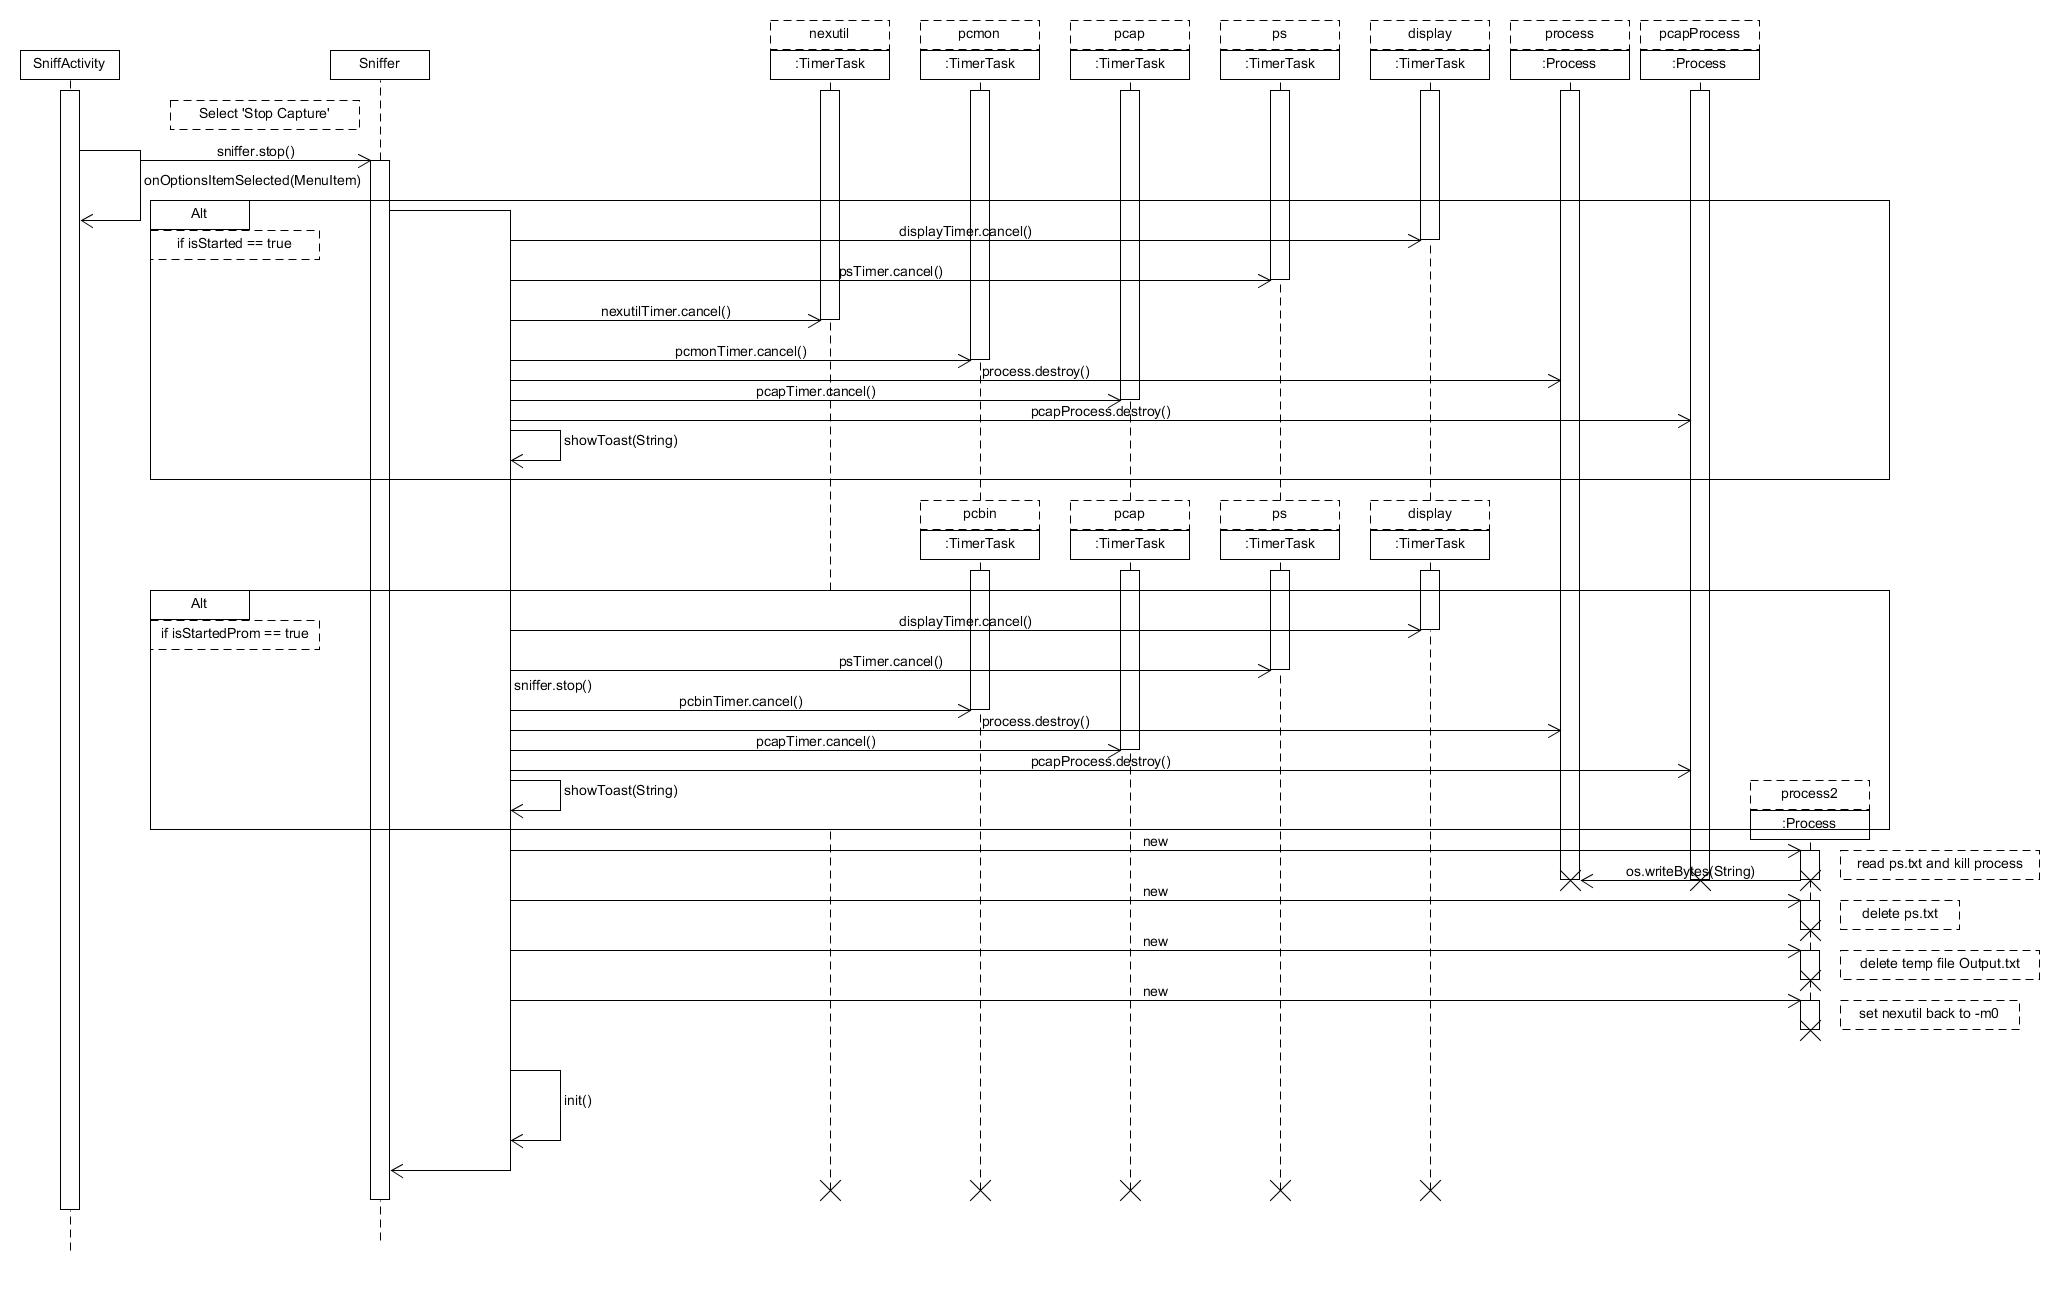 nexutil
pcmon
pcap
ps
display
process
pcapProcess
SniffActivity
Sniffer
:TimerTask
:TimerTask
:TimerTask
:TimerTask
:TimerTask
:Process
:Process
Select 'Stop Capture'
sniffer.stop()
onOptionsItemSelected(MenuItem)
Alt
if isStarted == true
displayTimer.cancel()
psTimer.cancel()
nexutilTimer.cancel()
pcmonTimer.cancel()
process.destroy()
pcapTimer.cancel()
pcapProcess.destroy()
showToast(String)
pcbin
pcap
ps
display
:TimerTask
:TimerTask
:TimerTask
:TimerTask
Alt
if isStartedProm == true
displayTimer.cancel()
psTimer.cancel()
sniffer.stop()
pcbinTimer.cancel()
process.destroy()
pcapTimer.cancel()
pcapProcess.destroy()
showToast(String)
process2
:Process
new
read ps.txt and kill process
os.writeBytes(String)
new
delete ps.txt
new
delete temp file Output.txt
new
set nexutil back to -m0
init()